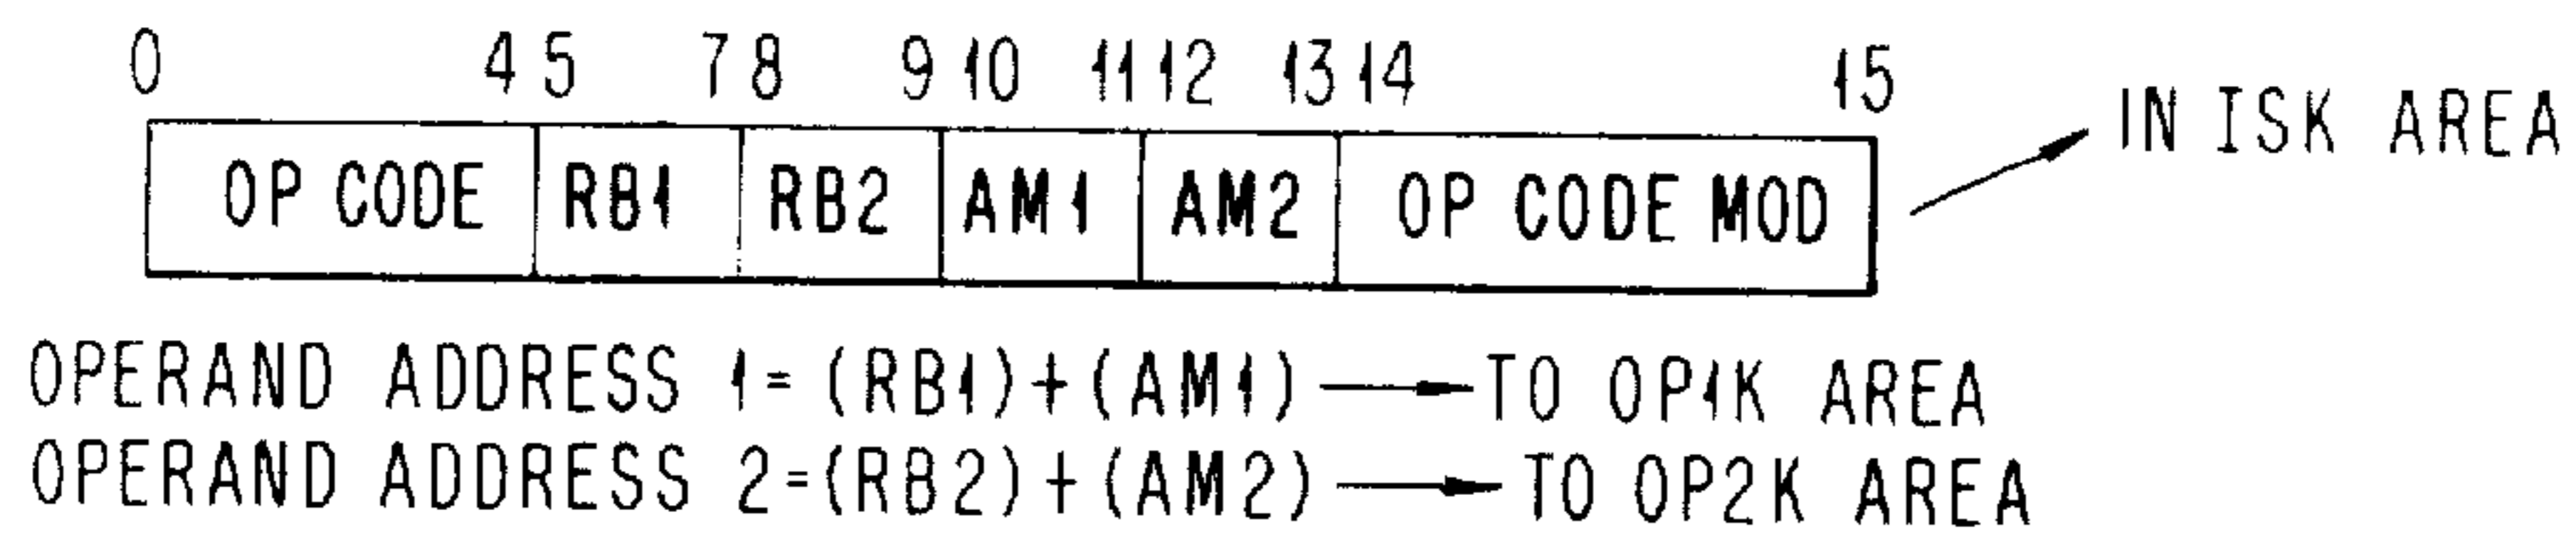 0 4 5 7 8 9 10 11 12 13 14 15
IN ISK AREA
OP CODE RB1 RB2 AM1 AM2 OP CODE MOD
OPERAND ADDRESS 1=(RB1)+(AM1) → TO OP1K AREA
OPERAND ADDRESS 2=(RB2)+(AM2) → TO OP2K AREA